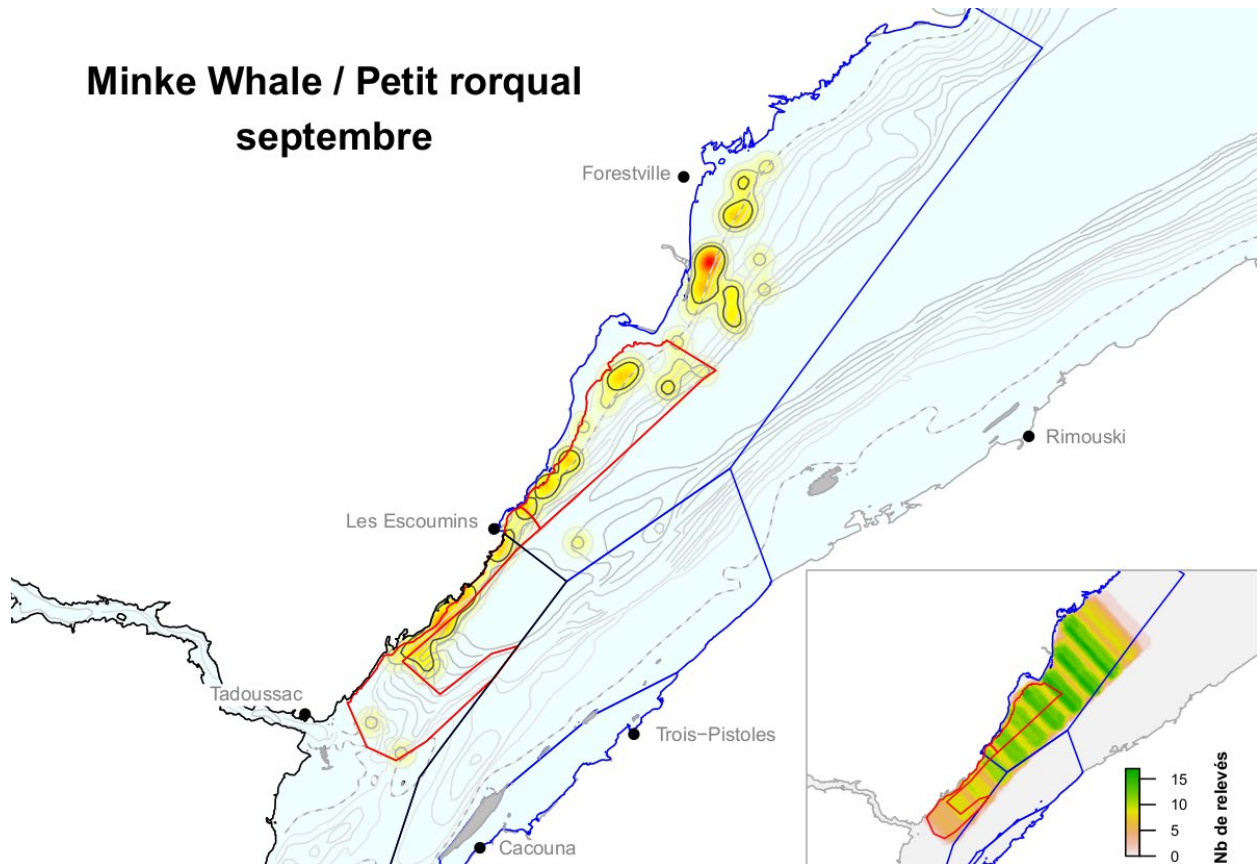 Minke Whale / Petit rorqual
septembre
Forestville
Rimouski
Les Escoumins
Tadoussac
Trois−Pistoles
Cacouna
15
10
5
0
Nb de relevés